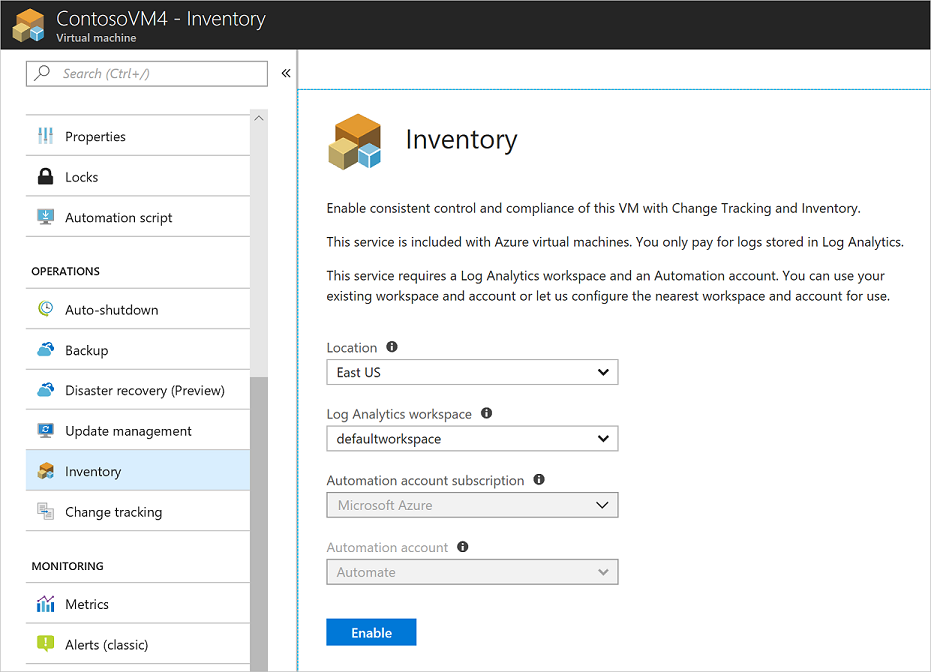 ContosoVM4 - Inventory
Virtual machine
Search (Ctrl+/)
«
Properties
Locks
Automation script
OPERATIONS
Auto-shutdown
Backup
Disaster recovery (Preview)
Update management
Inventory
Change tracking
MONITORING
Metrics
Alerts (classic)
Inventory
Enable consistent control and compliance of this VM with Change Tracking and Inventory.
This service is included with Azure virtual machines. You only pay for logs stored in Log Analytics.
This service requires a Log Analytics workspace and an Automation account. You can use your
existing workspace and account or let us configure the nearest workspace and account for use.
Location
East US
Log Analytics workspace
defaultworkspace
Automation account subscription
Microsoft Azure
Automation account
Automate
Enable